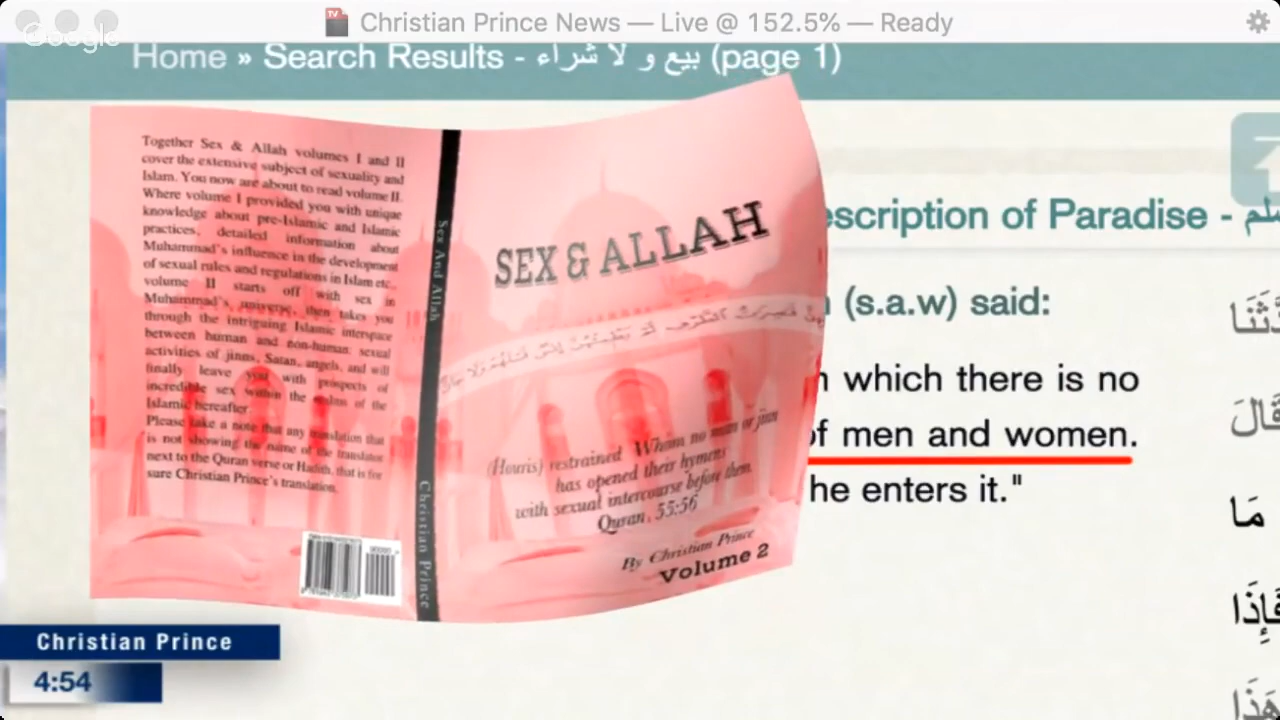 Christian Prince News — Live @ 152.5% — Ready
Google
Home » Search Results - بيع و لا شراء (page 1)
Together Sex & Allah volumes I and II
cover the extensive subject of sexuality and
Islam. You now are about to read volume II.
Where volume I provided you with unique
knowledge about pre-Islamic and Islamic
practices, detailed information about
Muhammad's influence in the development
of sexual rules and regulations in Islam etc.,
volume II starts off with sex in
Muhammad's, universe, then takes you
through the intriguing Islamic interspace
between human and non-human: sexual
activities of jinns, Satan, angels, and will
finally leave you with prospects of
incredible sex within the realms of the
Islamic hereafter.
Please take a note that any translation that
is not showing the name of the translator
next to the Quran verse or Hadith, that is for
sure Christian Prince's translation.
Sex And Allah
Christian Prince
SEX & ALLAH
(Houris) restrained Whom no man or jinn
has opened their hymens
with sexual intercourse before them.
Quran, 55:56
By Christian Prince
Volume 2
escription of Paradise -
(s.a.w) said:
which there is no
of men and women.
he enters it."
قَالَ
مَا
Christian Prince
4:54